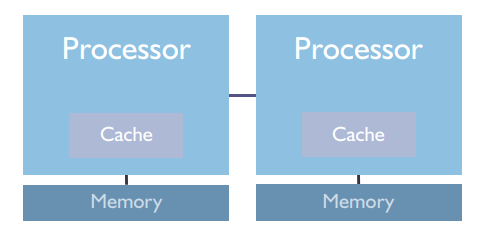 Processor
Cache
Memory
Processor
Cache
Memory